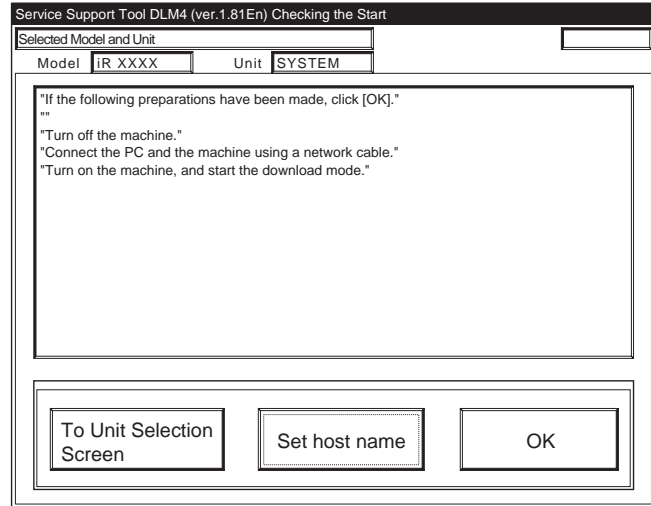 Service Support Tool DLM4 (ver.1.81En) Checking the Start
Selected Model and Unit
Model iR XXXX Unit SYSTEM
"If the following preparations have been made, click [OK]."
""
"Turn off the machine."
"Connect the PC and the machine using a network cable."
"Turn on the machine, and start the download mode."
To Unit Selection
Screen
Set host name
OK